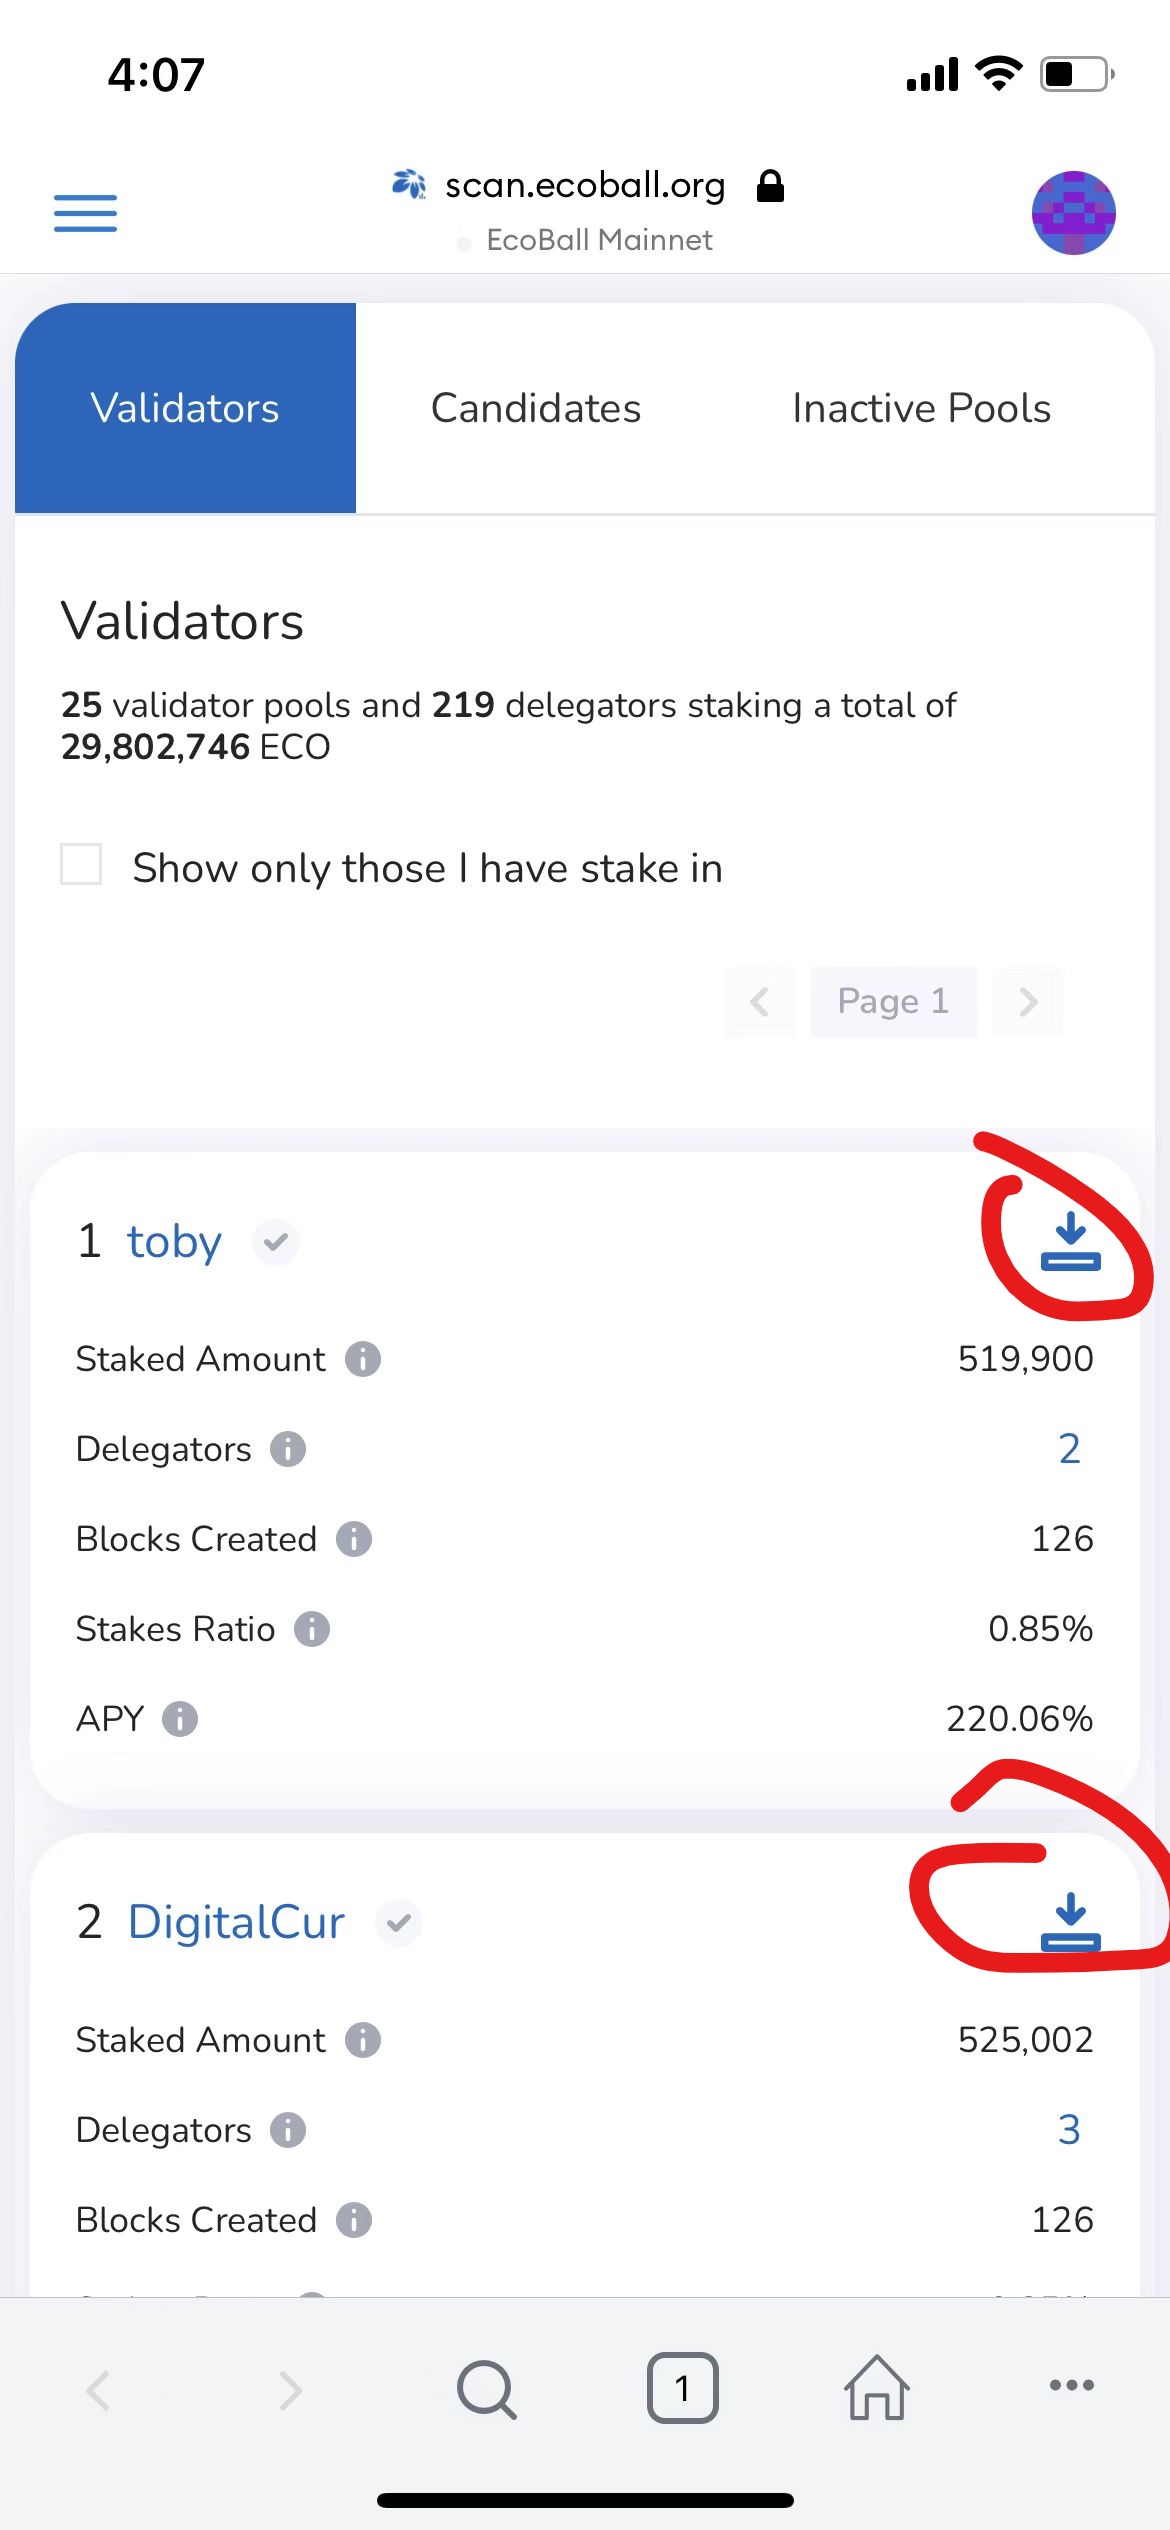 4:07
scan.ecoball.org
EcoBall Mainnet
Validators
Candidates
Inactive Pools
Validators
25 validator pools and 219 delegators staking a total of
29,802,746 ECO
Show only those I have stake in
Page 1
1 toby
Staked Amount 519,900
Delegators 2
Blocks Created 126
Stakes Ratio 0.85%
APY 220.06%
2 DigitalCur
Staked Amount 525,002
Delegators 3
Blocks Created 126
1